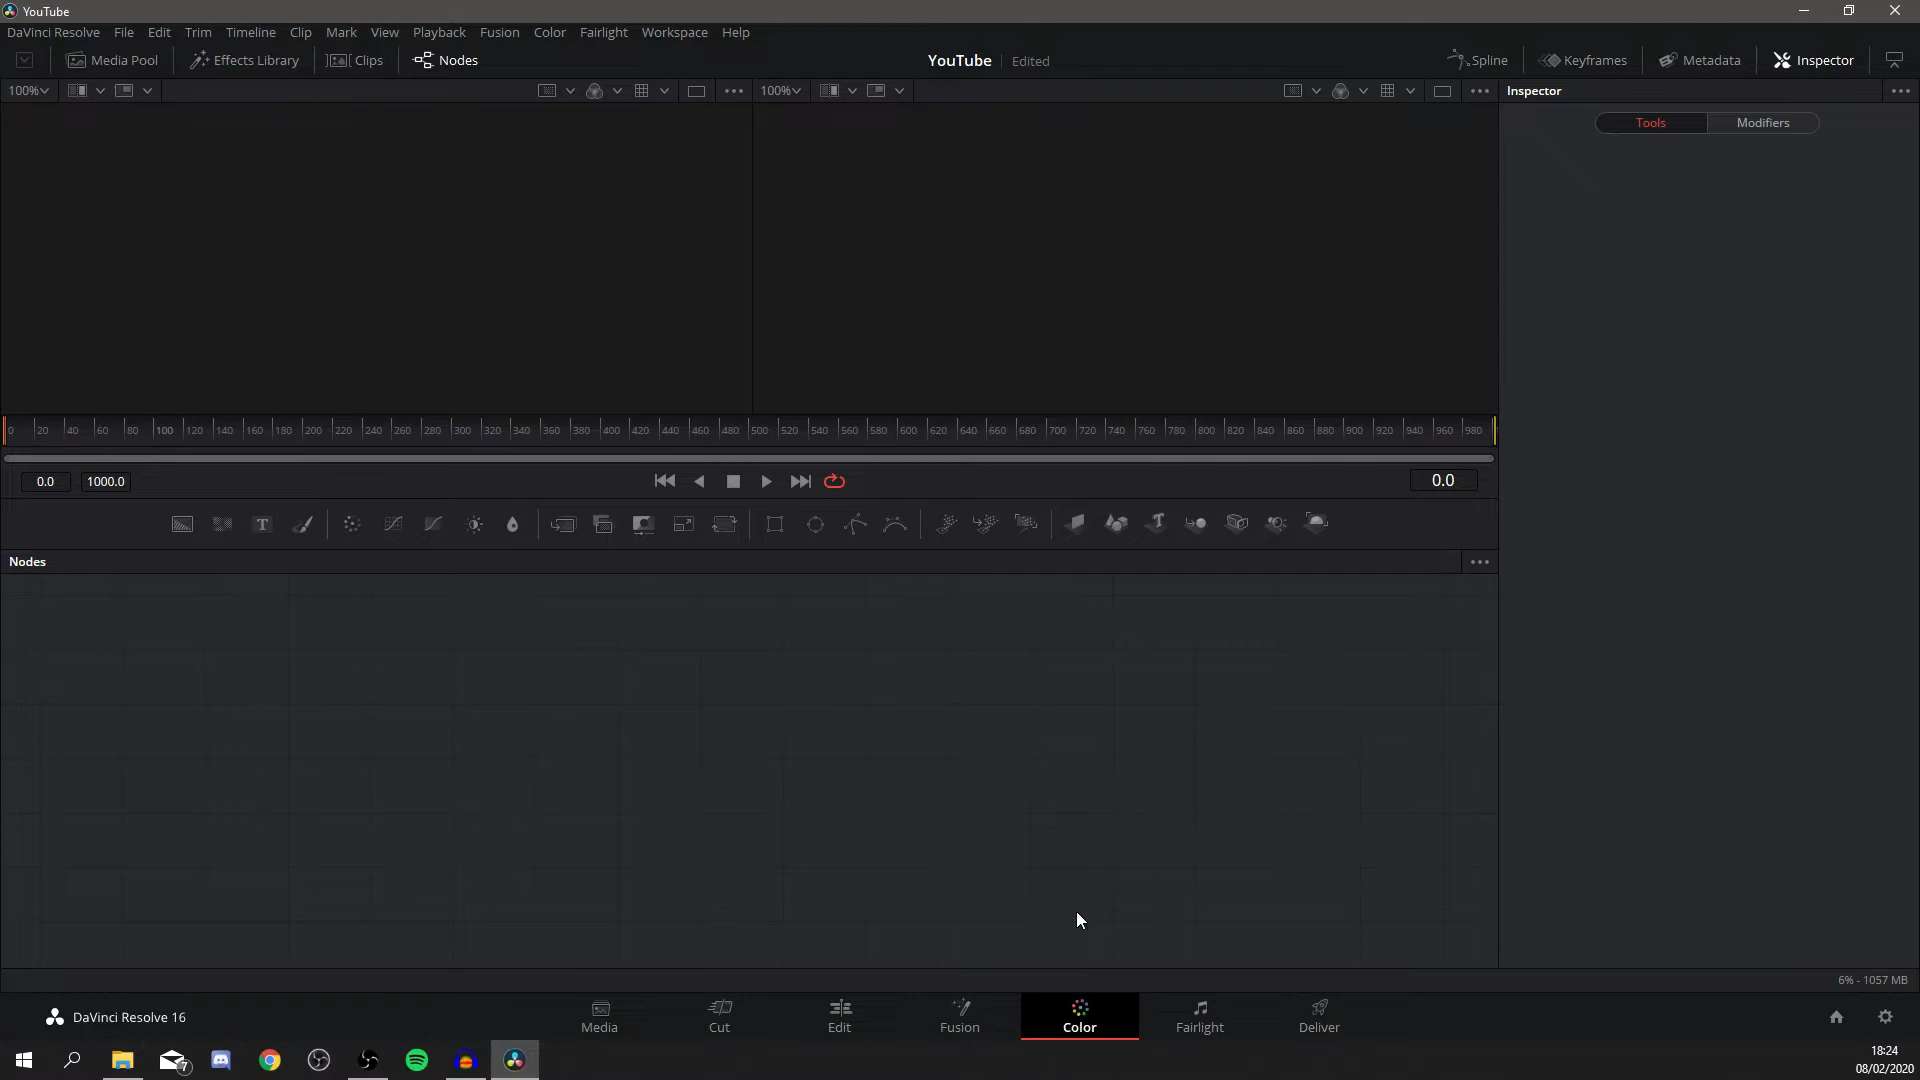 YouTube
DaVinci Resolve File Edit Trim Timeline Clip Mark View Playback Fusion Color Fairlight Workspace Help
Media Pool Effects Library Clips Nodes YouTube Edited Spline Keyframes Metadata Inspector
100% 100% Inspector
Tools Modifiers
0 20 40 60 80 100 120 140 160 180 200 220 240 260 280 300 320 340 360 380 400 420 440 460 480 500 520 540 560 580 600 620 640 660 680 700 720 740 760 780 800 820 840 860 880 900 920 940 960 980
0.0 1000.0 0.0
T T
Nodes
6% - 1057 MB
DaVinci Resolve 16 Media Cut Edit Fusion Color Fairlight Deliver
7
18:24
08/02/2020